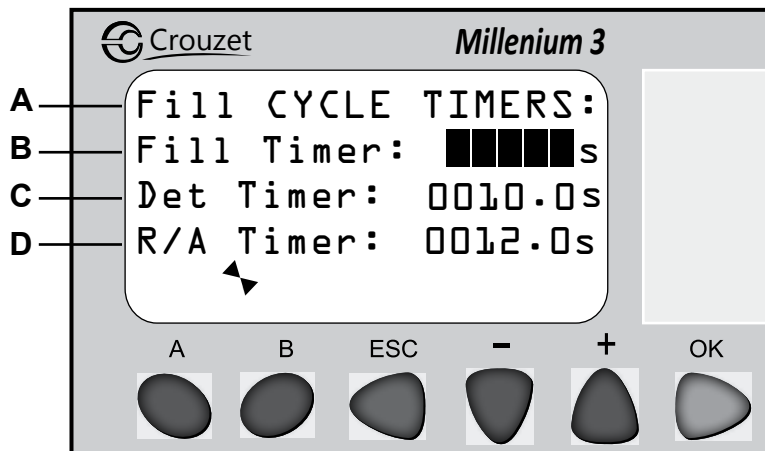 Crouzet Millenium 3
A Fill CYCLE TIMERS:
B Fill Timer: s
C Det Timer: 0010.0s
D R/A Timer: 0012.0s
A B ESC - + OK